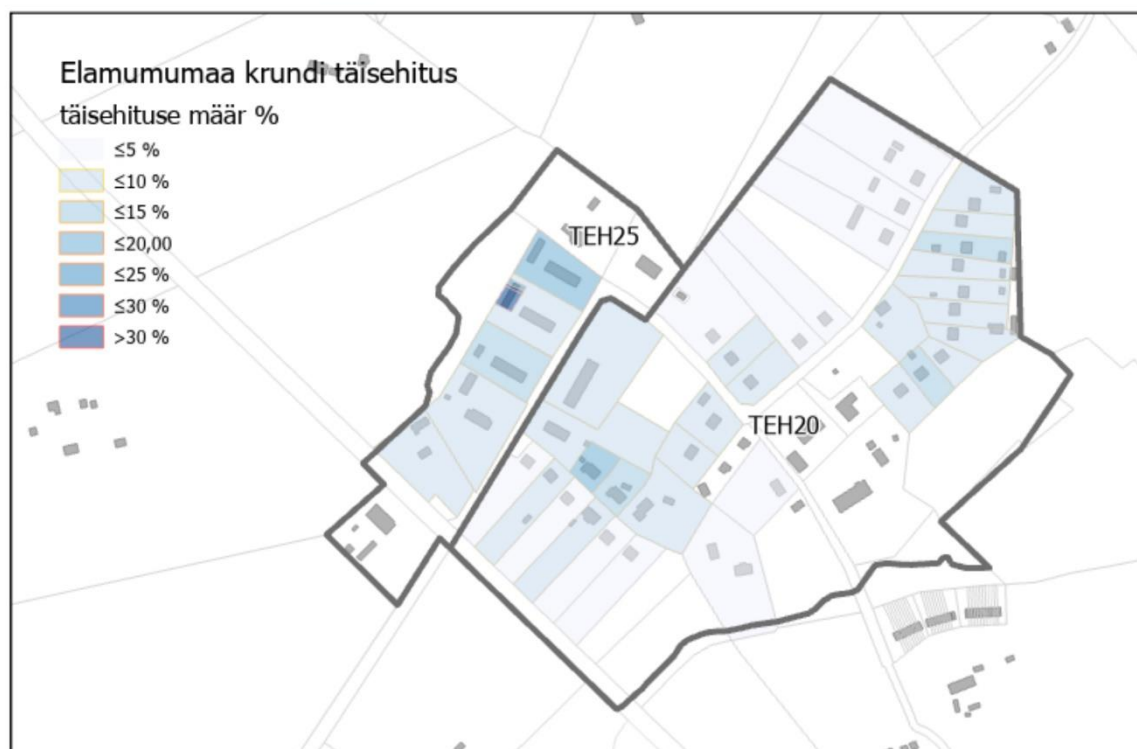 Elamumumaa krundi täisehitus
täisehituse määr %
≤5 %
≤10 %
≤15 %
≤20,00
≤25 %
≤30 %
>30 %
TEH25
TEH20